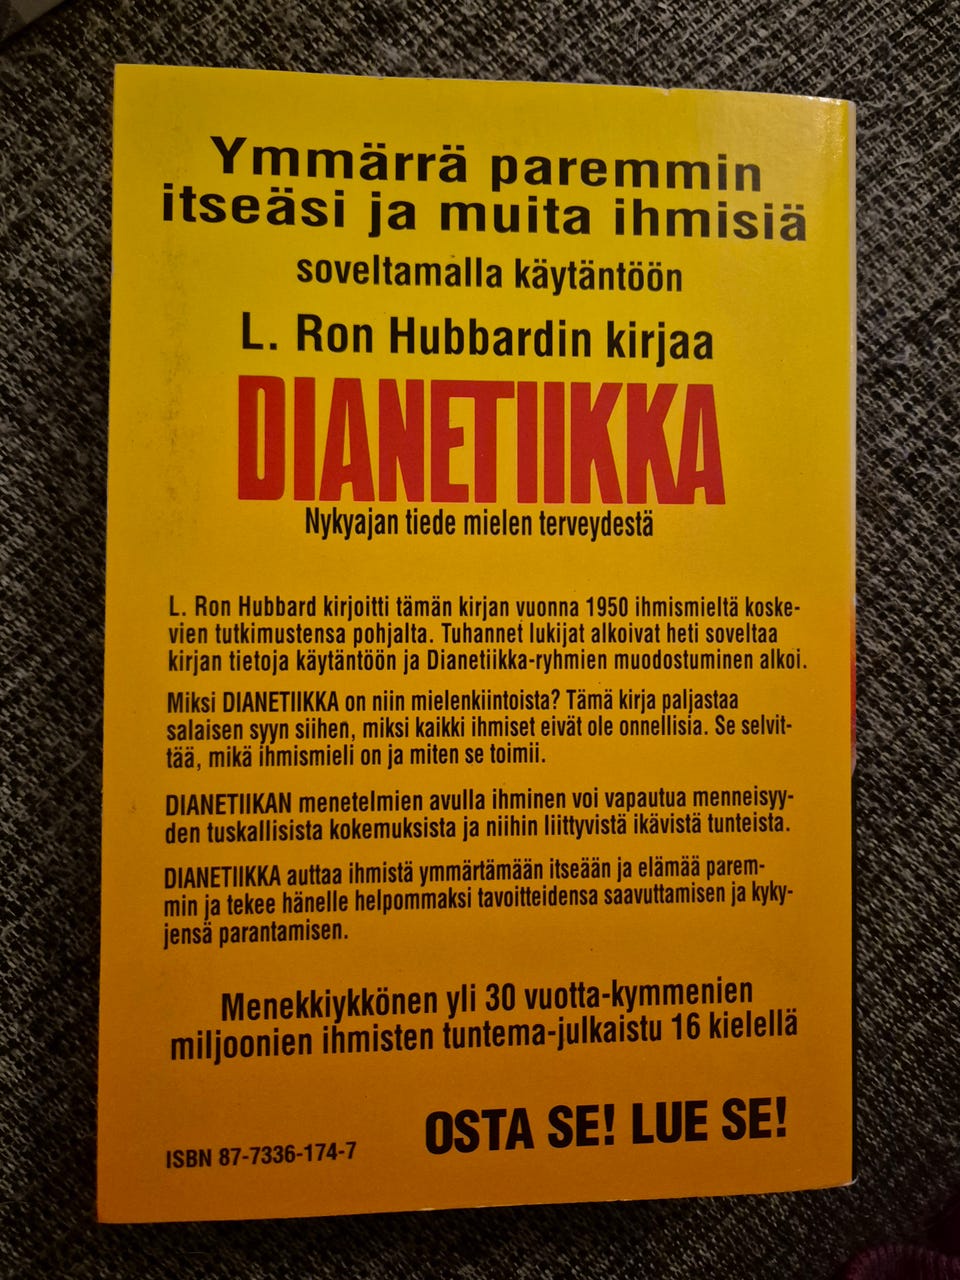 Ymmärrä paremmin
itseäsi ja muita ihmisiä
soveltamalla käytäntöön
L. Ron Hubbardin kirjaa
DIANETIIKKA
Nykyajan tiede mielen terveydestä
L. Ron Hubbard kirjoitti tämän kirjan vuonna 1950 ihmismieltä koske-
vien tutkimustensa pohjalta. Tuhannet lukijat alkoivat heti soveltaa
kirjan tietoja käytäntöön ja Dianetiikka-ryhmien muodostuminen alkoi.
Miksi DIANETIIKKA on niin mielenkiintoista? Tämä kirja paljastaa
salaisen syyn siihen, miksi kaikki ihmiset eivät ole onnellisia. Se selvit-
tää, mikä ihmismieli on ja miten se toimii.
DIANETIIKAN menetelmien avulla ihminen voi vapautua menneisyy-
den tuskallisista kokemuksista ja niihin liittyvistä ikävistä tunteista.
DIANETIIKKA auttaa ihmistä ymmärtämään itseään ja elämää parem-
min ja tekee hänelle helpommaksi tavoitteidensa saavuttamisen ja kyky-
jensä parantamisen.
Menekkiykkönen yli 30 vuotta-kymmenien
miljoonien ihmisten tuntema-julkaistu 16 kielellä
OSTA SE! LUE SE!
ISBN 87-7336-174-7